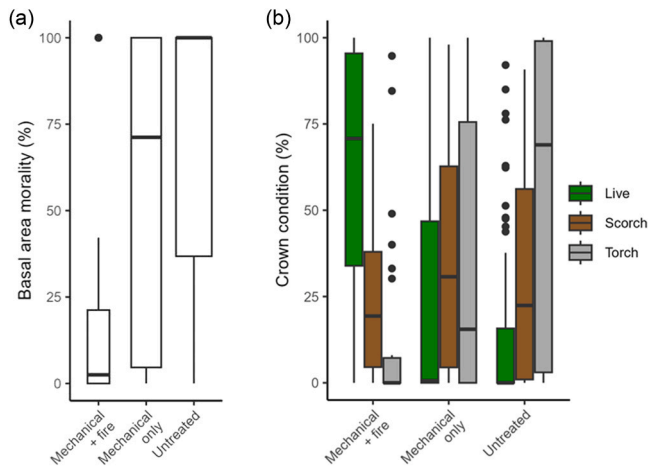 (a)
Basal area morality (%)
100
75
50
25
0
Mechanical
+ fire
Mechanical
only
Untreated
(b)
Crown condition (%)
100
75
50
25
0
Mechanical
+ fire
Mechanical
only
Untreated
Live
Scorch
Torch